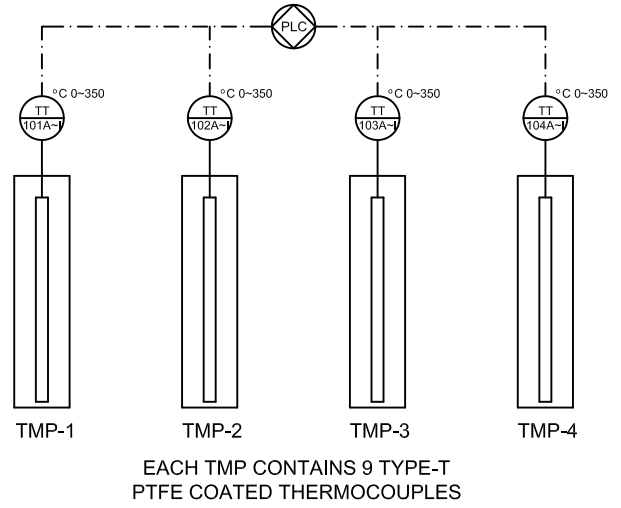 PLC
°C 0~350
°C 0~350
°C 0~350
°C 0~350
TT
101A~I
TT
102A~I
TT
103A~I
TT
104A~I
TMP-1
TMP-2
TMP-3
TMP-4
EACH TMP CONTAINS 9 TYPE-T
PTFE COATED THERMOCOUPLES